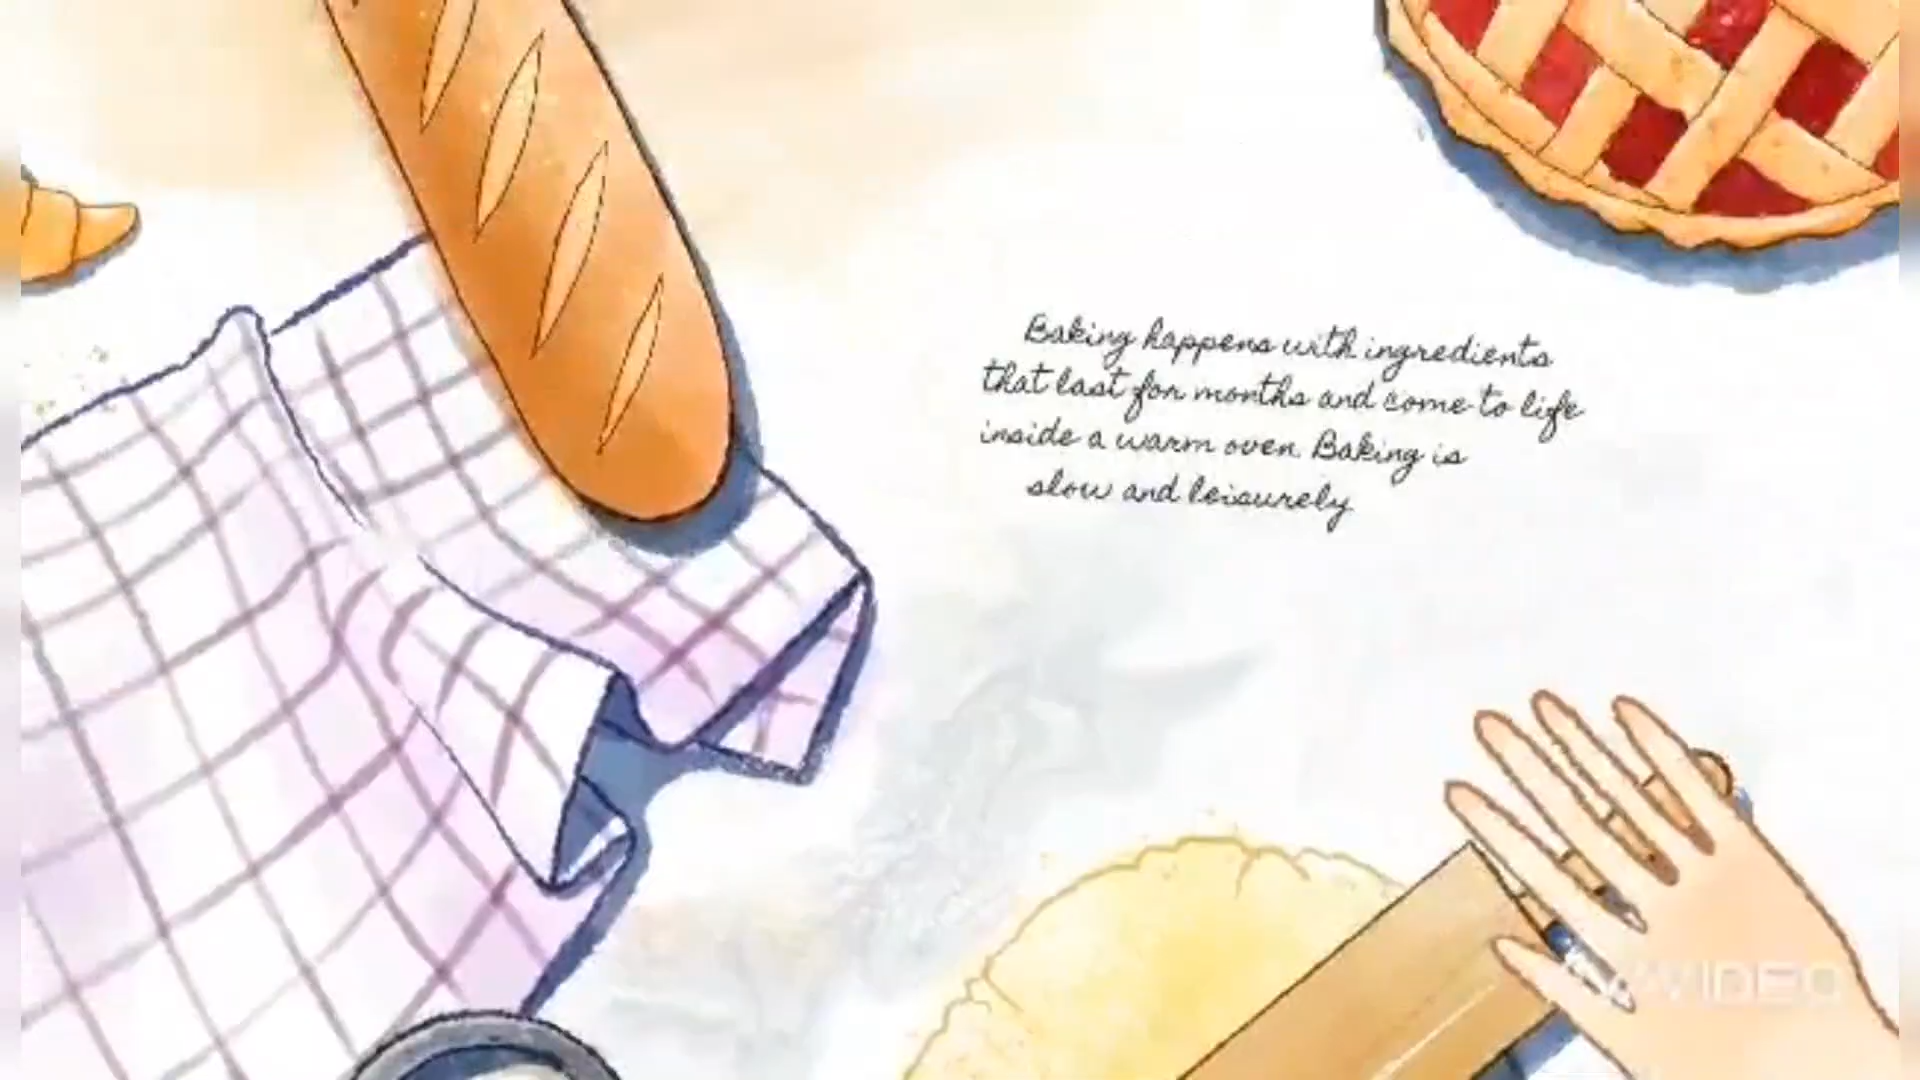 Baking happens with ingredients
that last for months and come to life
inside a warm oven. Baking is
slow and leisurely